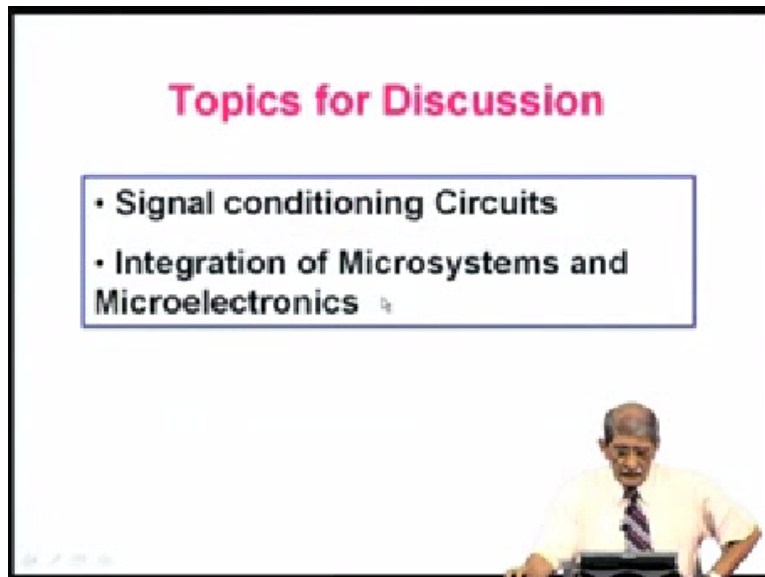 Topics for Discussion
• Signal conditioning Circuits
• Integration of Microsystems and
Microelectronics